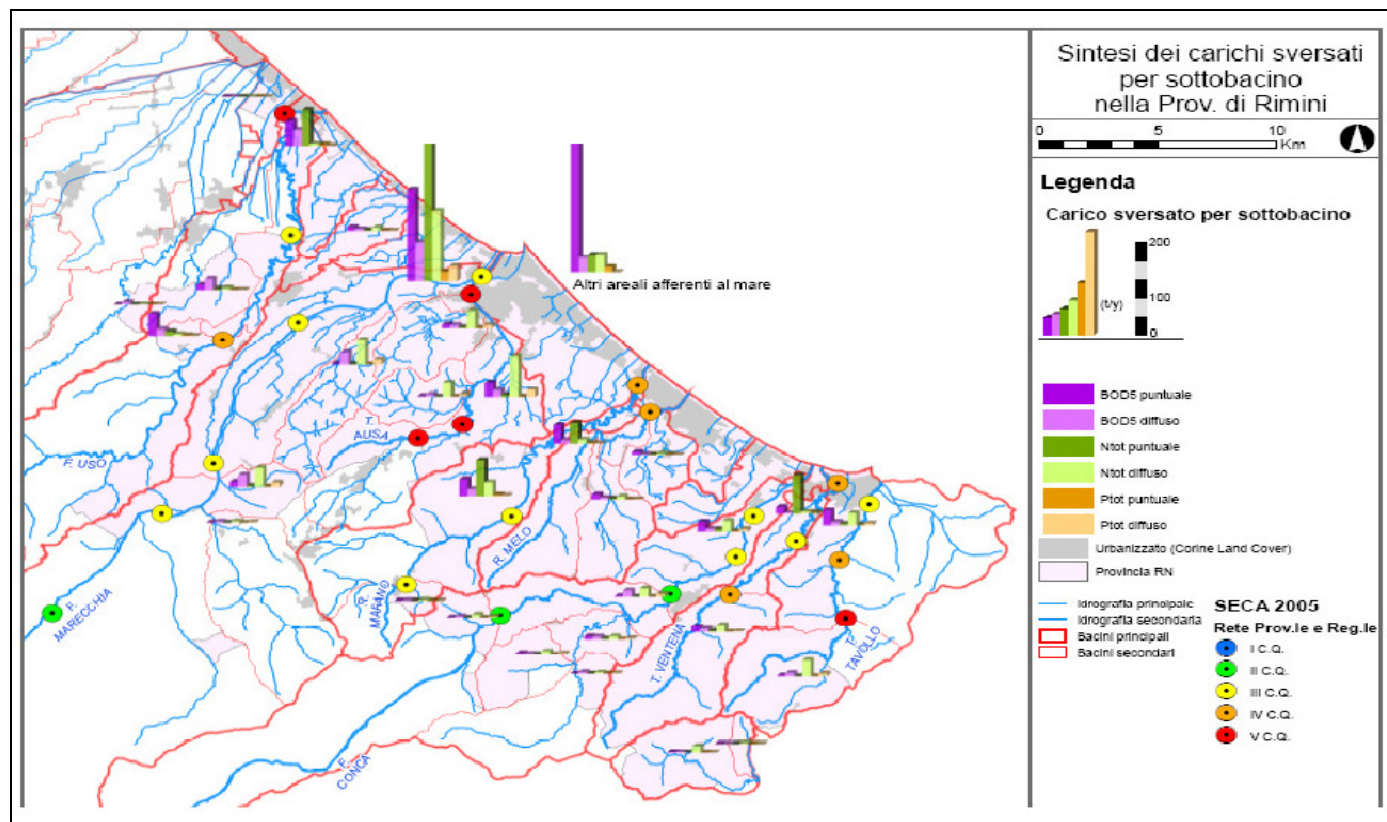 Sintesi dei carichi sversati
per sottobacino
nella Prov. di Rimini
0 5 10
Km
Legenda
Carico sversato per sottobacino
200
100
0
(t/y)
BOD5 puntuale
BOD5 diffuso
Ntot puntuale
Ntot diffuso
Ptot puntuale
Ptot diffuso
Urbanizzato (Corine Land Cover)
Provincia RN
Idrografia principale
Idrografia secondaria
Bacini principali
Bacini secondari
SECA 2005
Rete Prov.le e Reg.le
I C.Q.
II C.Q.
III C.Q.
IV C.Q.
V C.Q.
Altri areali afferenti al mare
T.
AUSA
F. USO
F.
MARECCHIA
R.
MARANO
R. MELO
T. VENTENA
T.
TAVOLLO
F.
CONCA